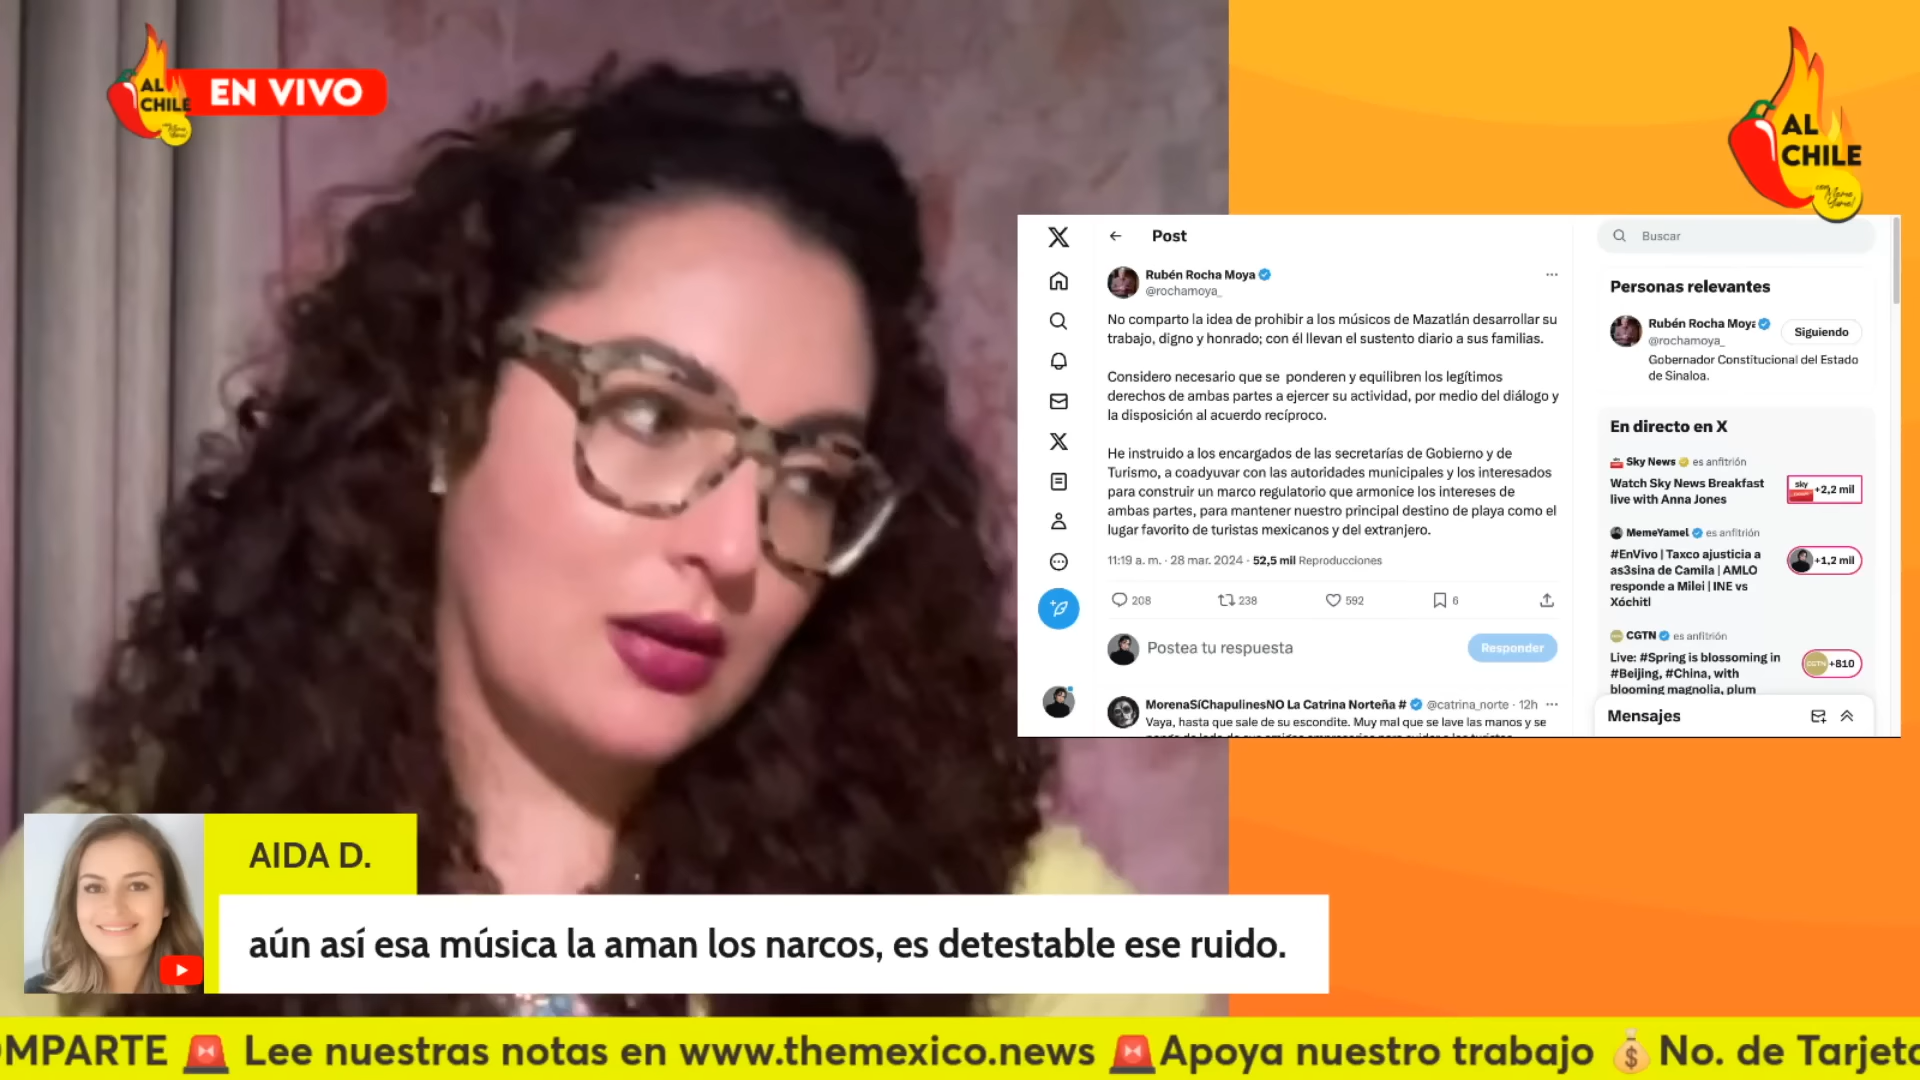 AL
CHILE
EN VIVO
AL
CHILE
Post
Buscar
Rubén Rocha Moya
@rochamoya_
No comparto la idea de prohibir a los músicos de Mazatlán desarrollar su
trabajo, digno y honrado; con él llevan el sustento diario a sus familias.
Considero necesario que se ponderen y equilibren los legítimos
derechos de ambas partes a ejercer su actividad, por medio del diálogo y
la disposición al acuerdo recíproco.
He instruido a los encargados de las secretarías de Gobierno y de
Turismo, a coadyuvar con las autoridades municipales y los interesados
para construir un marco regulatorio que armonice los intereses de
ambas partes, para mantener nuestro principal destino de playa como el
lugar favorito de turistas mexicanos y del extranjero.
11:19 a. m. · 28 mar. 2024 · 52,5 mil Reproducciones
208 238 592 6
Postea tu respuesta
Responder
MorenaSíChapulinesNO La Catrina Norteña # @catrina_norte · 12h
Vaya, hasta que sale de su escondite. Muy mal que se lave las manos y se
Personas relevantes
Rubén Rocha Moya
@rochamoya_
Siguiendo
Gobernador Constitucional del Estado
de Sinaloa.
En directo en X
Sky News es anfitrión
Watch Sky News Breakfast
live with Anna Jones
sky
+2,2 mil
MemeYamel es anfitrión
#EnVivo | Taxco ajusticia a
as3sina de Camila | AMLO
responde a Milei | INE vs
Xóchitl
+1,2 mil
CGTN es anfitrión
Live: #Spring is blossoming in
#Beijing, #China, with
blooming magnolia, plum
CGTN
+810
Mensajes
AIDA D.
aún así esa música la aman los narcos, es detestable ese ruido.
OMPARTE 🚨 Lee nuestras notas en www.themexico.news 🚨Apoya nuestro trabajo 💰No. de Tarjeta